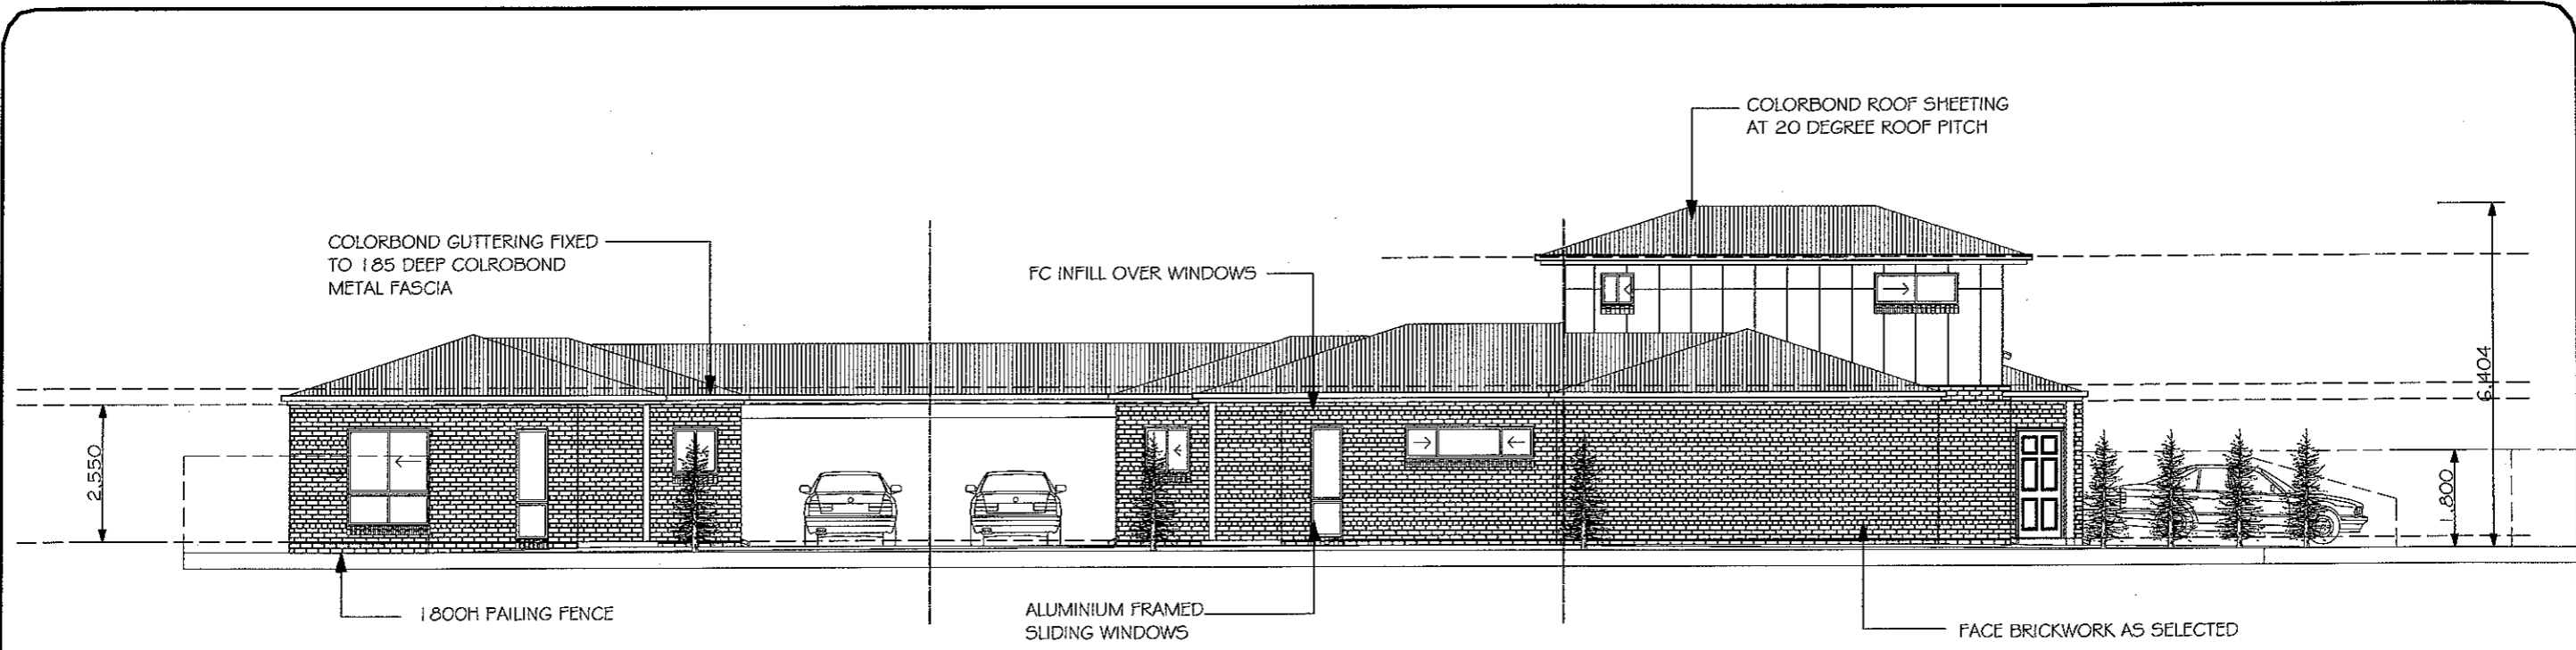 COLORBOND ROOF SHEETING
AT 20 DEGREE ROOF PITCH
COLORBOND GUTTERING FIXED
TO 185 DEEP COLROBOND
METAL FASCIA
FC INFILL OVER WINDOWS
2.550
6.404
1.800
1800H PAILING FENCE
ALUMINIUM FRAMED
SLIDING WINDOWS
FACE BRICKWORK AS SELECTED